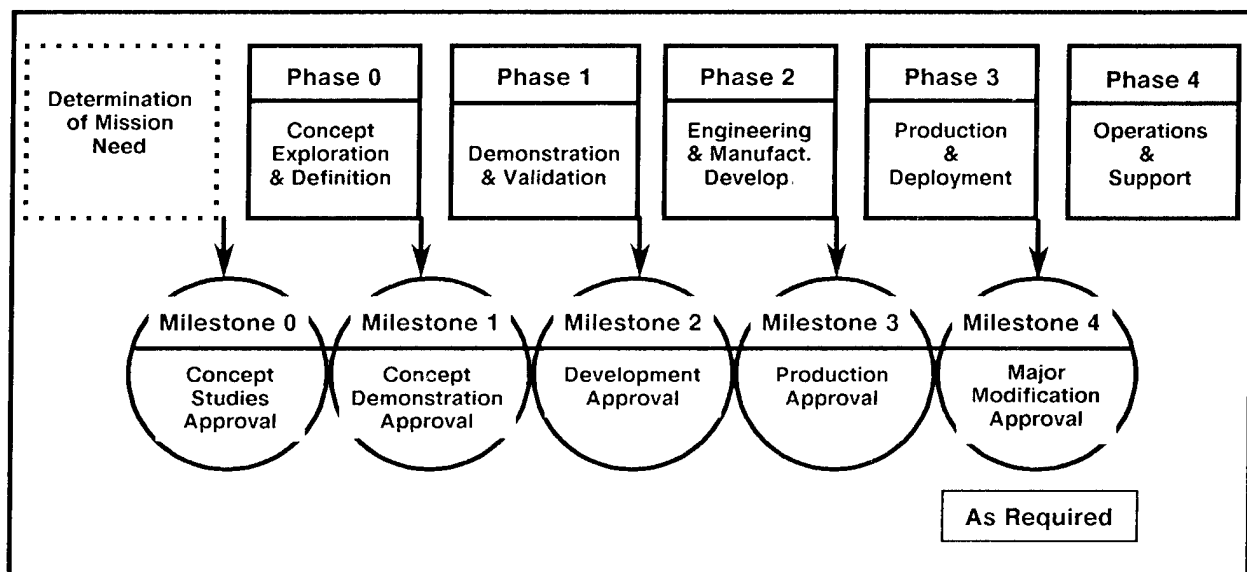 Determination
of Mission
Need
Phase 0
Concept
Exploration
& Definition
Phase 1
Demonstration
& Validation
Phase 2
Engineering
& Manufact.
Develop.
Phase 3
Production
&
Deployment
Phase 4
Operations
&
Support
Milestone 0
Concept
Studies
Approval
Milestone 1
Concept
Demonstration
Approval
Milestone 2
Development
Approval
Milestone 3
Production
Approval
Milestone 4
Major
Modification
Approval
As Required